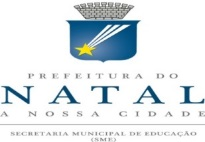 PREFEITURA DO
NATAL
A NOSSA CIDADE
SECRETARIA MUNICIPAL DE EDUCAÇÃO
(SME)